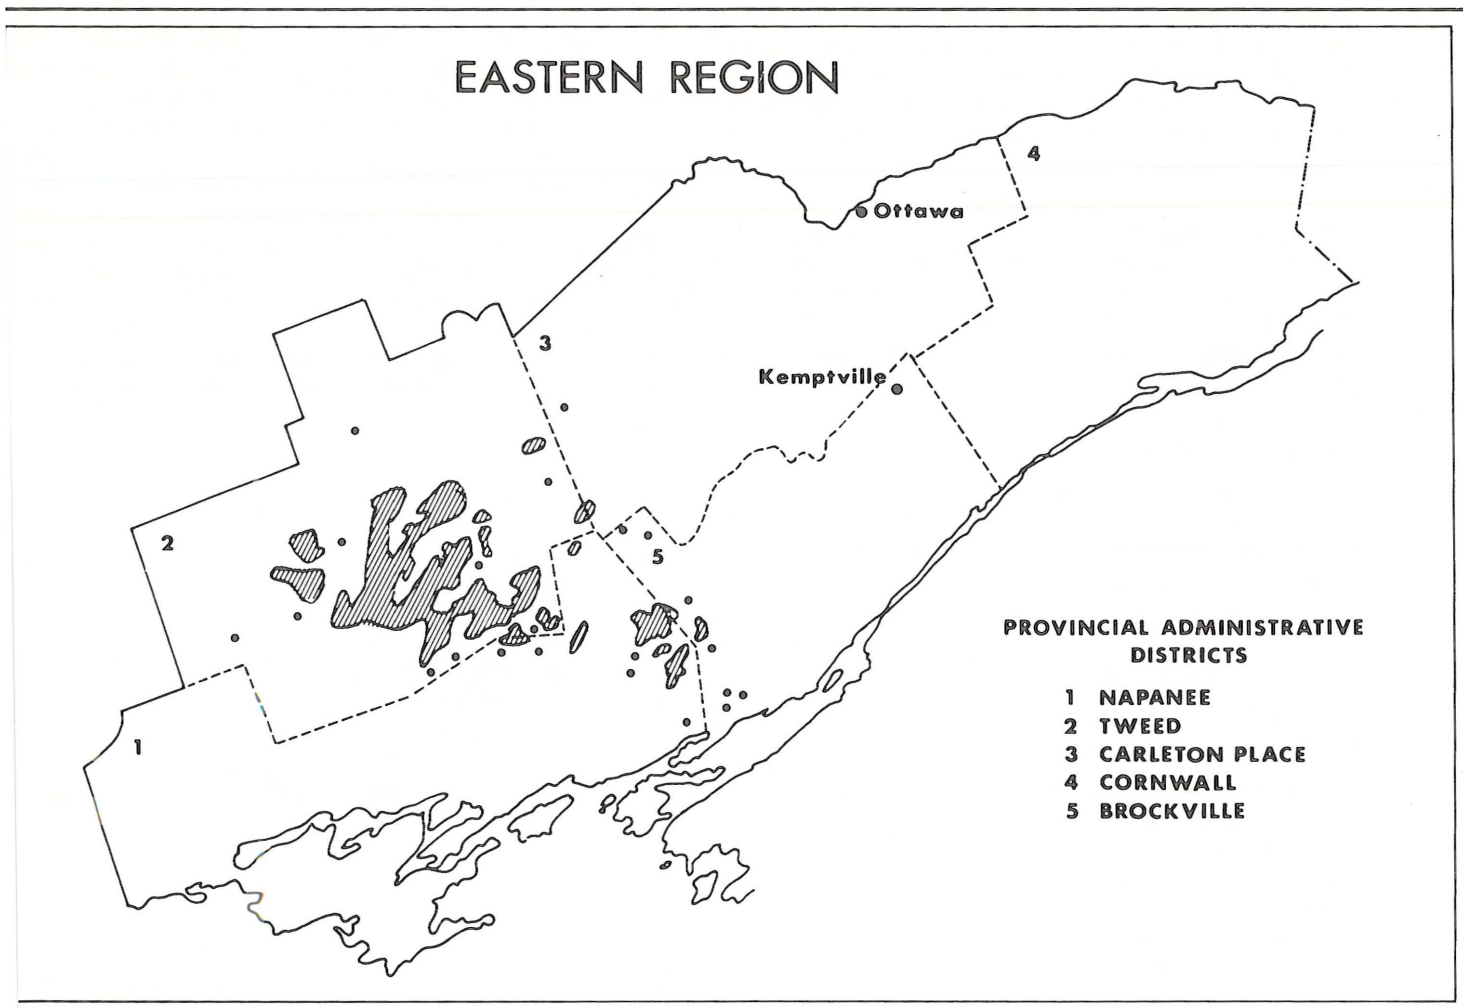 EASTERN REGION
4
Ottawa
3
Kemptville
2
5
1
PROVINCIAL ADMINISTRATIVE
DISTRICTS
1 NAPANEE
2 TWEED
3 CARLETON PLACE
4 CORNWALL
5 BROCKVILLE